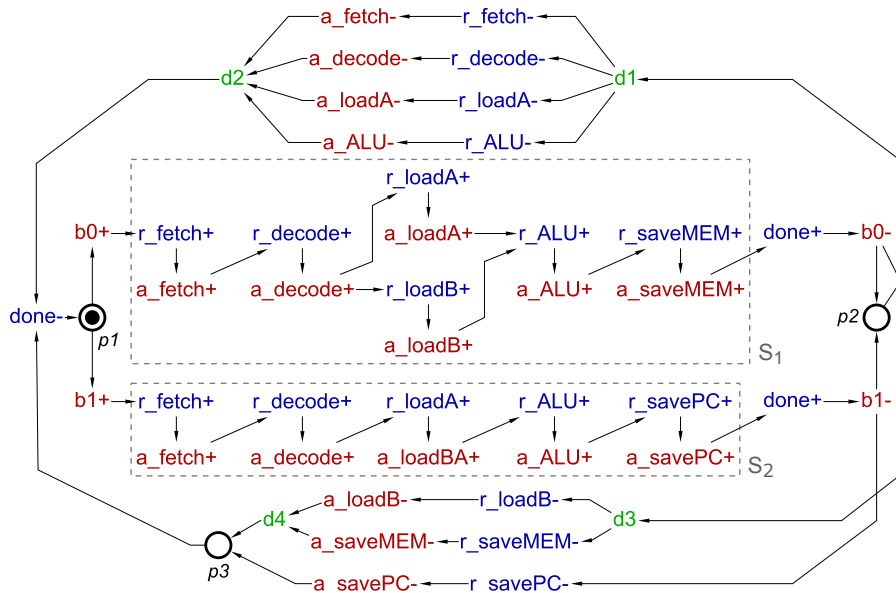 a_fetch- r_fetch-
a_decode- r_decode-
d2 d1
a_loadA- r_loadA-
a_ALU- r_ALU-
r_loadA+
b0+ r_fetch+ r_decode+ a_loadA+ r_ALU+ r_saveMEM+ done+ b0-
a_fetch+ a_decode+ r_loadB+ a_ALU+ a_saveMEM+
done- p1 p2
a_loadB+
S1
b1+ r_fetch+ r_decode+ r_loadA+ r_ALU+ r_savePC+ done+ b1-
a_fetch+ a_decode+ a_loadBA+ a_ALU+ a_savePC+
S2
a_loadB- r_loadB-
d4 d3
a_saveMEM- r_saveMEM-
p3
a_savePC- r_savePC-